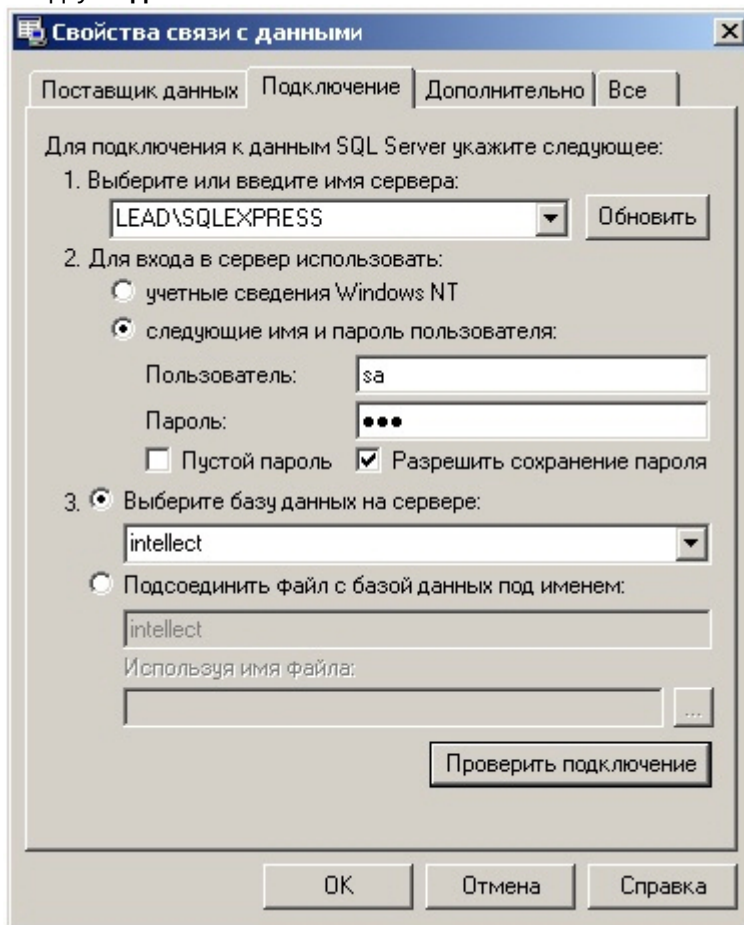 Свойства связи с данными
Поставщик данных Подключение Дополнительно Все
Для подключения к данным SQL Server укажите следующее:
1. Выберите или введите имя сервера:
LEAD\SQLEXPRESS Обновить
2. Для входа в сервер использовать:
учетные сведения Windows NT
следующие имя и пароль пользователя:
Пользователь: sa
Пароль: •••
Пустой пароль Разрешить сохранение пароля
3. Выберите базу данных на сервере:
intellect
Подсоединить файл с базой данных под именем:
intellect
Используя имя файла:
...
Проверить подключение
OK Отмена Справка